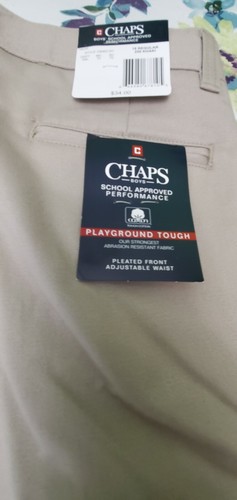 C
CHAPS
BOYS' SCHOOL APPROVED
PERFORMANCE
$34.00
C
CHAPS
BOYS
SCHOOL APPROVED
PERFORMANCE
PLAYGROUND TOUGH
OUR STRONGEST
ABRASION RESISTANT FABRIC
PLEATED FRONT
ADJUSTABLE WAIST